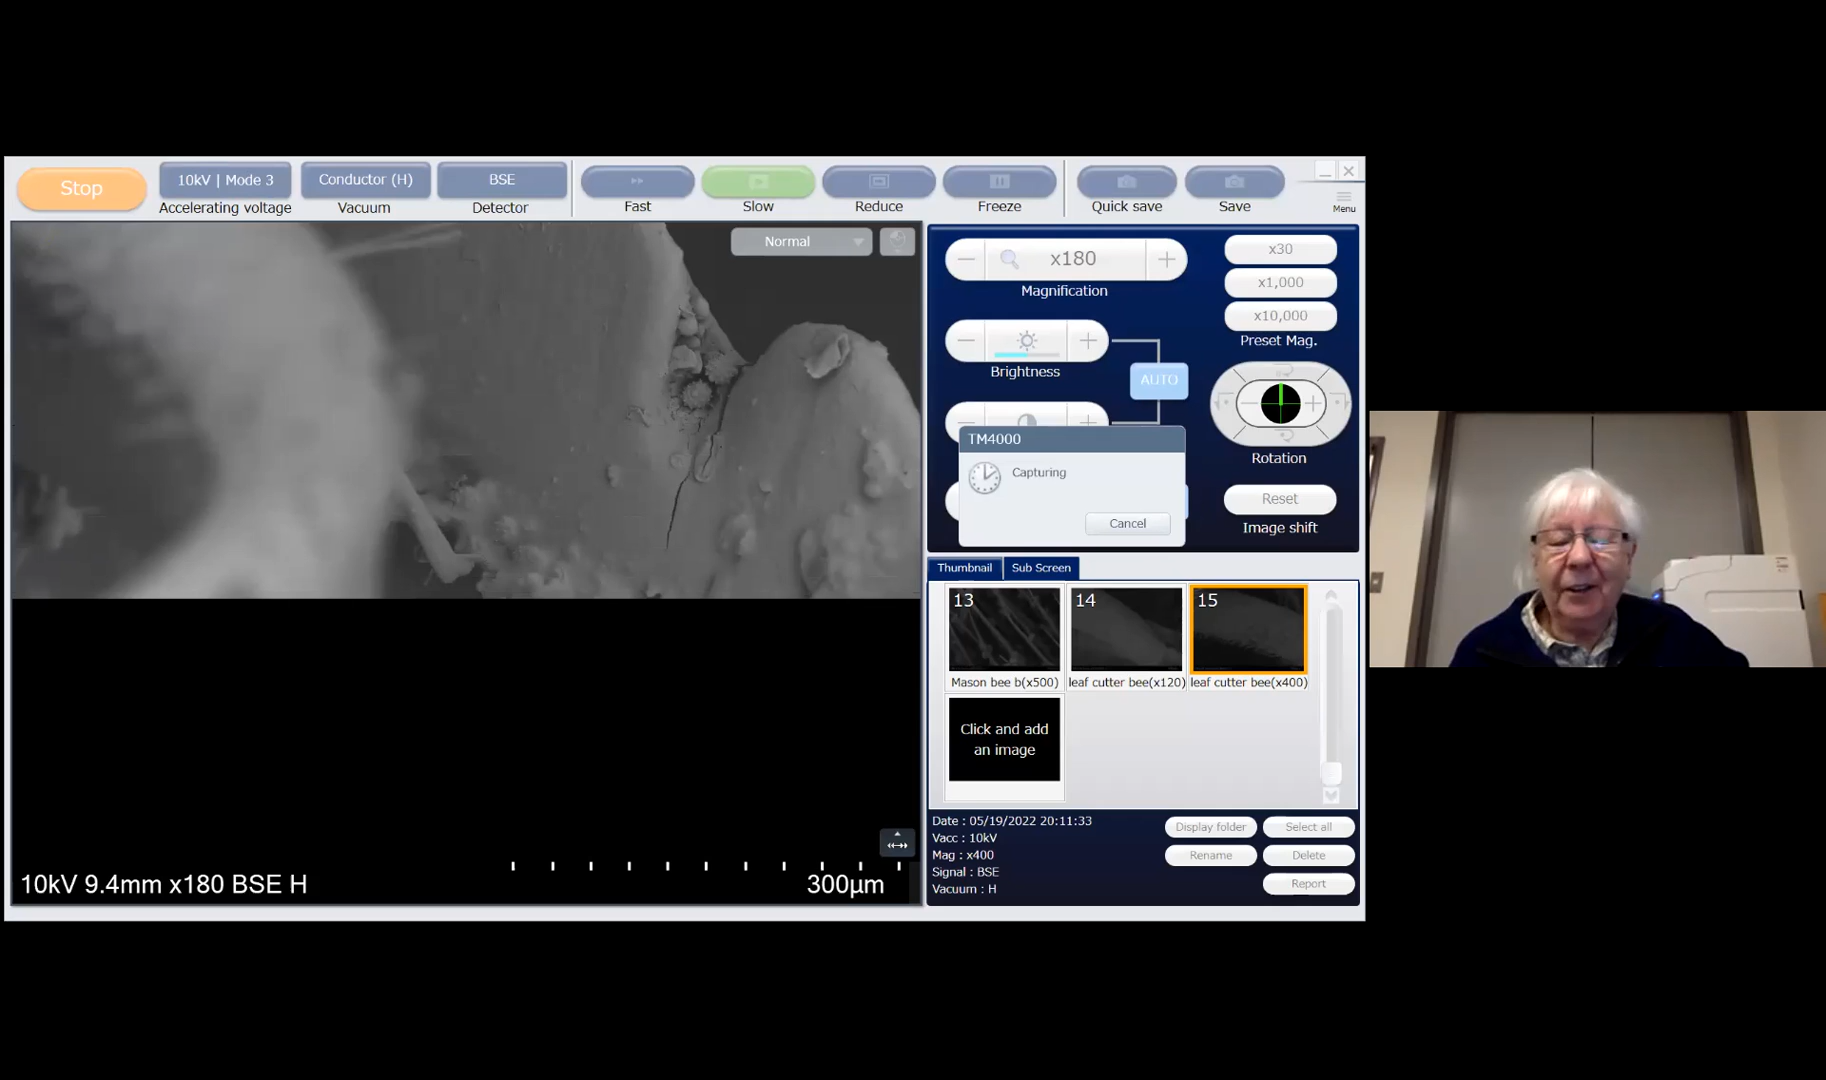 Stop
10kV | Mode 3
Accelerating voltage
Conductor (H)
Vacuum
BSE
Detector
Fast
Slow
Reduce
Freeze
Quick save
Save
Menu
Normal
x180
Magnification
x30
x1,000
x10,000
Preset Mag.
Brightness
AUTO
Rotation
Reset
Image shift
TM4000
Capturing
Cancel
Thumbnail
Sub Screen
13
14
15
Mason bee b(x500)
leaf cutter bee(x120)
leaf cutter bee(x400)
Click and add
an image
Date : 05/19/2022 20:11:33
Vacc : 10kV
Mag : x400
Signal : BSE
Vacuum : H
Display folder
Select all
Rename
Delete
Report
10kV 9.4mm x180 BSE H
300µm